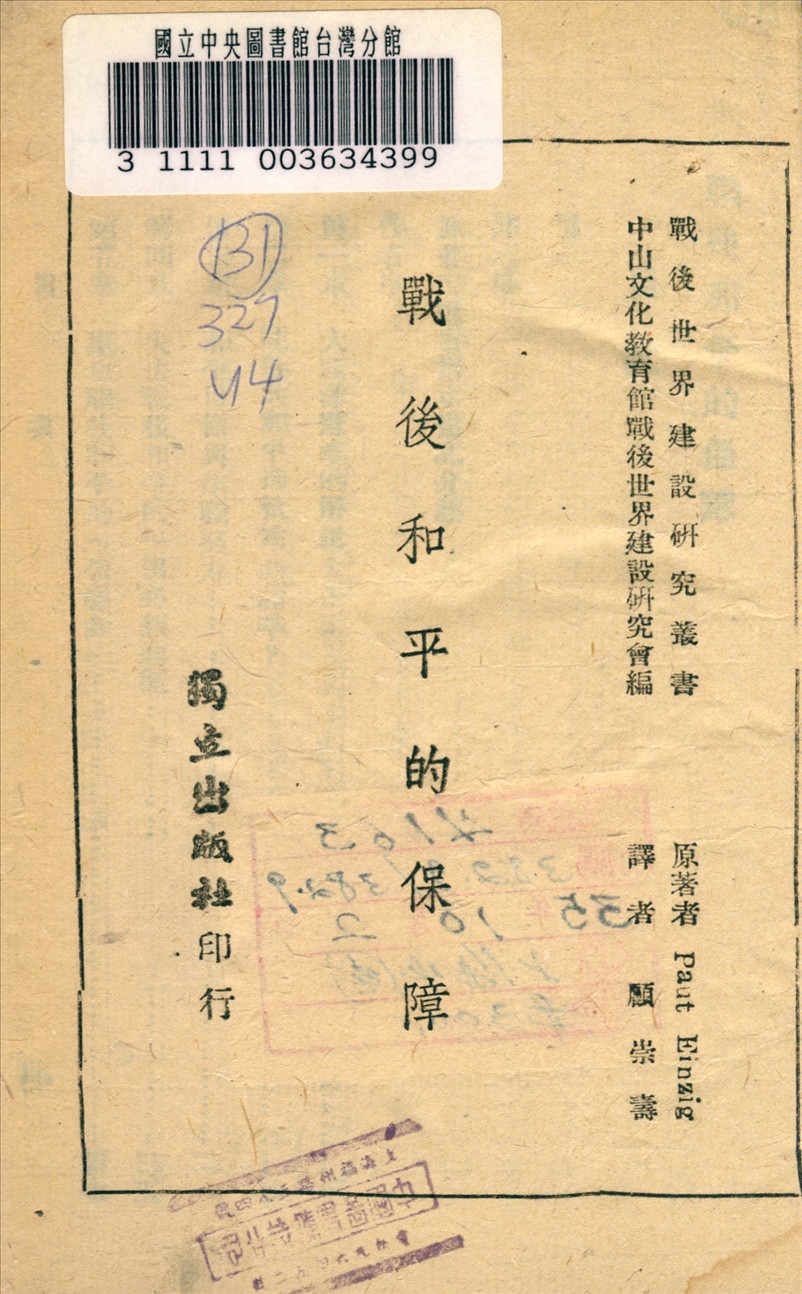 國立中央圖書館台灣分館
3 1111 003634399
131
327
U4
戰後世界建設研究叢書
中山文化教育館戰後世界建設研究會編
原著者 Paut Einzig
譯者 顧崇壽
戰後和平的保障
獨立出版社印行